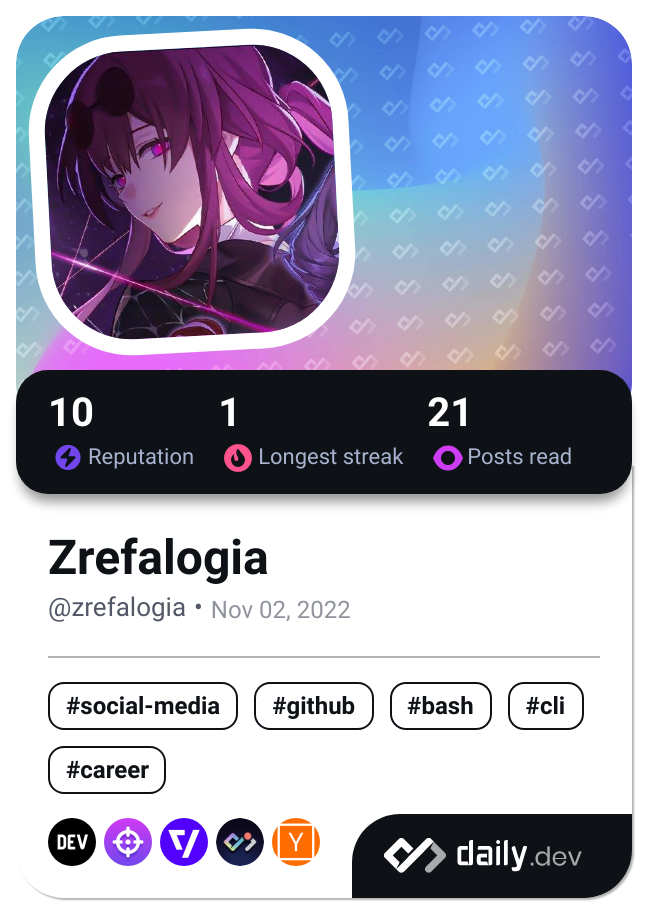 10 1 21
Reputation Longest streak Posts read
Zrefalogia
@zrefalogia • Nov 02, 2022
#social-media #github #bash #cli
#career
DEV Y daily.dev